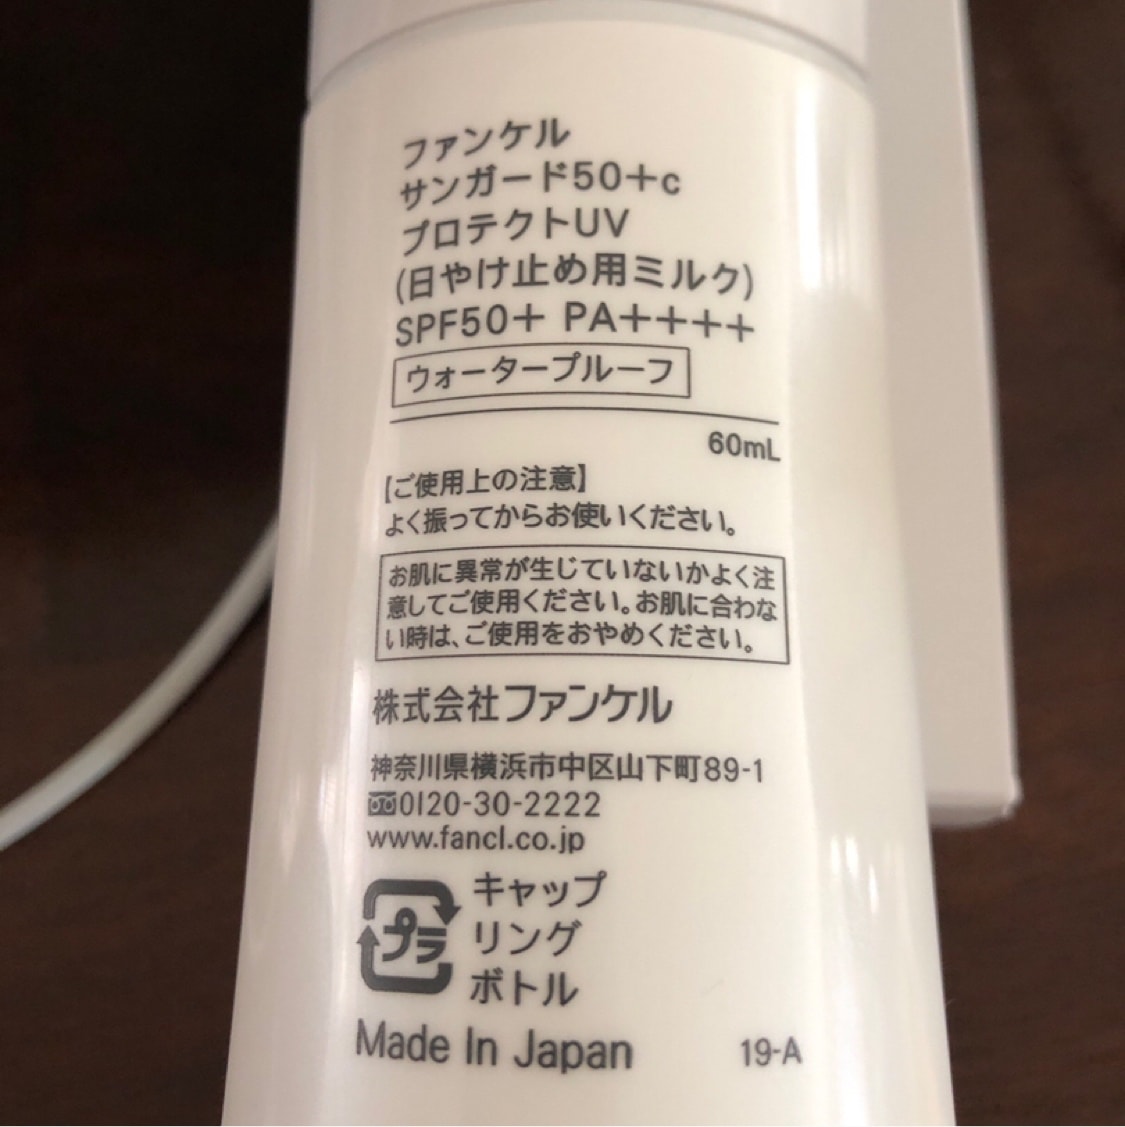 ファンケル
サンガード50+c
プロテクトUV
(日やけ止め用ミルク)
SPF50+ PA++++
ウォータープルーフ
60mL
【ご使用上の注意】
よく振ってからお使いください。
お肌に異常が生じていないかよく注
意してご使用ください。お肌に合わな
い時は、ご使用をおやめください。
株式会社ファンケル
神奈川県横浜市中区山下町89-1
0120-30-2222
www.fancl.co.jp
プラ
キャップ
リング
ボトル
Made In Japan
19-A